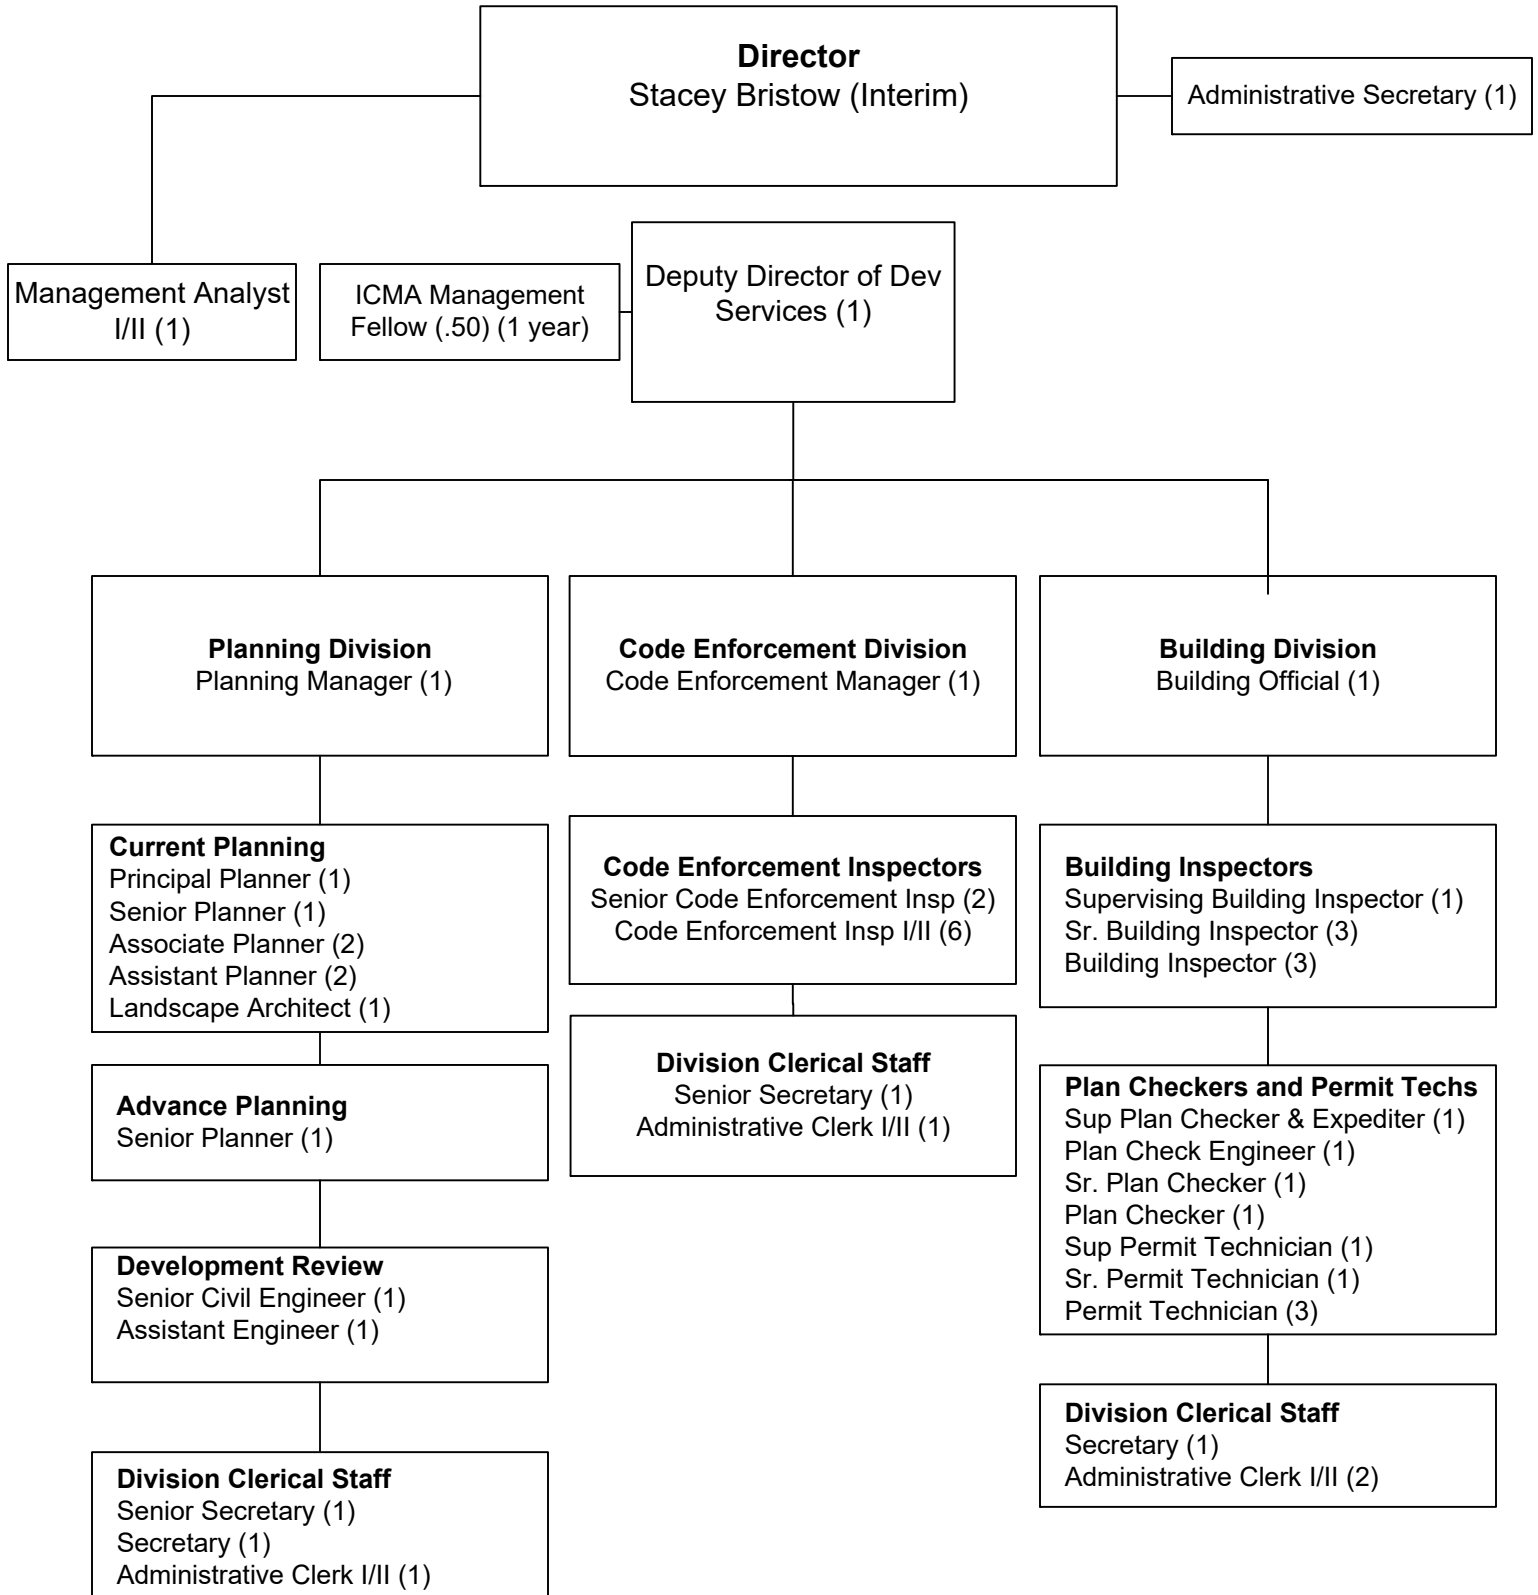 Director
Stacey Bristow (Interim)
Administrative Secretary (1)
Management Analyst
I/II (1)
ICMA Management
Fellow (.50) (1 year)
Deputy Director of Dev
Services (1)
Planning Division
Planning Manager (1)
Code Enforcement Division
Code Enforcement Manager (1)
Building Division
Building Official (1)
Current Planning
Principal Planner (1)
Senior Planner (1)
Associate Planner (2)
Assistant Planner (2)
Landscape Architect (1)
Advance Planning
Senior Planner (1)
Development Review
Senior Civil Engineer (1)
Assistant Engineer (1)
Division Clerical Staff
Senior Secretary (1)
Secretary (1)
Administrative Clerk I/II (1)
Code Enforcement Inspectors
Senior Code Enforcement Insp (2)
Code Enforcement Insp I/II (6)
Division Clerical Staff
Senior Secretary (1)
Administrative Clerk I/II (1)
Building Inspectors
Supervising Building Inspector (1)
Sr. Building Inspector (3)
Building Inspector (3)
Plan Checkers and Permit Techs
Sup Plan Checker & Expediter (1)
Plan Check Engineer (1)
Sr. Plan Checker (1)
Plan Checker (1)
Sup Permit Technician (1)
Sr. Permit Technician (1)
Permit Technician (3)
Division Clerical Staff
Secretary (1)
Administrative Clerk I/II (2)